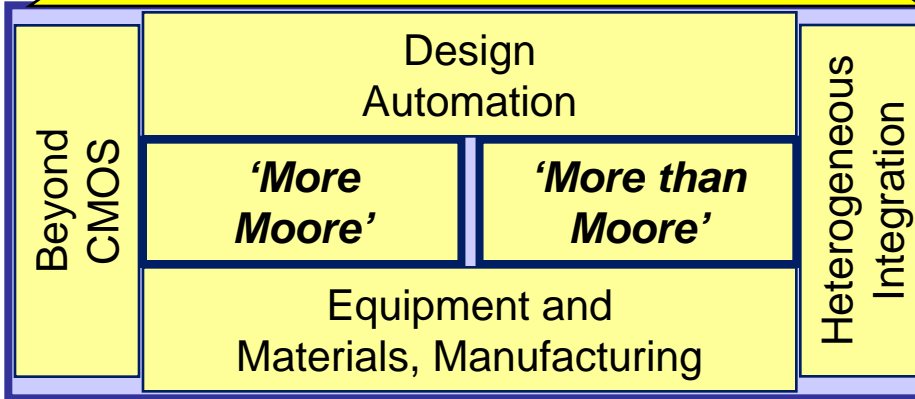 Design
Automation
Beyond
CMOS
‘More
Moore’
‘More than
Moore’
Heterogeneous
Integration
Equipment and
Materials, Manufacturing